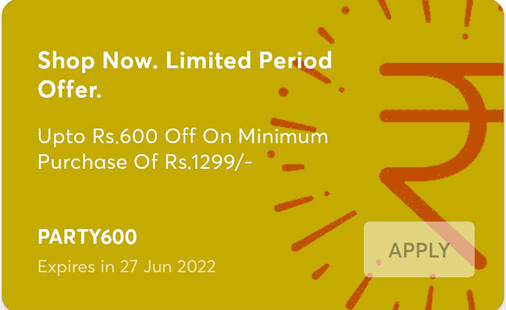 Shop Now. Limited Period
Offer.
Upto Rs.600 Off On Minimum
Purchase Of Rs.1299/-
PARTY600
Expires in 27 Jun 2022
APPLY